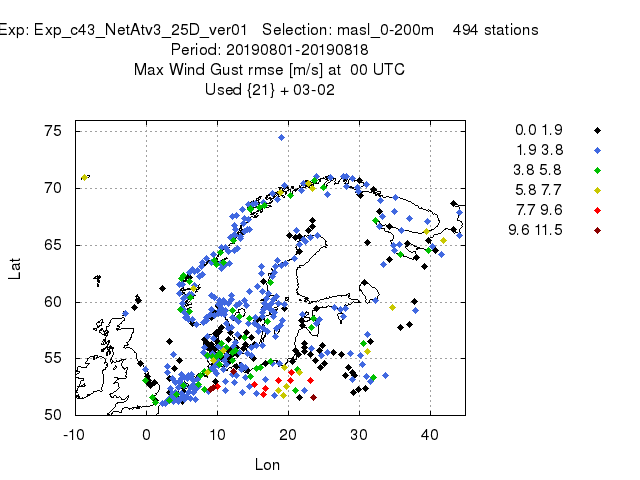 Exp: Exp_c43_NetAtv3_25D_ver01 Selection: masl_0-200m 494 stations
Period: 20190801-20190818
Max Wind Gust rmse [m/s] at 00 UTC
Used {21} + 03-02
0.0 1.9
1.9 3.8
3.8 5.8
5.8 7.7
7.7 9.6
9.6 11.5
75
70
65
60
55
50
Lat
-10 0 10 20 30 40
Lon